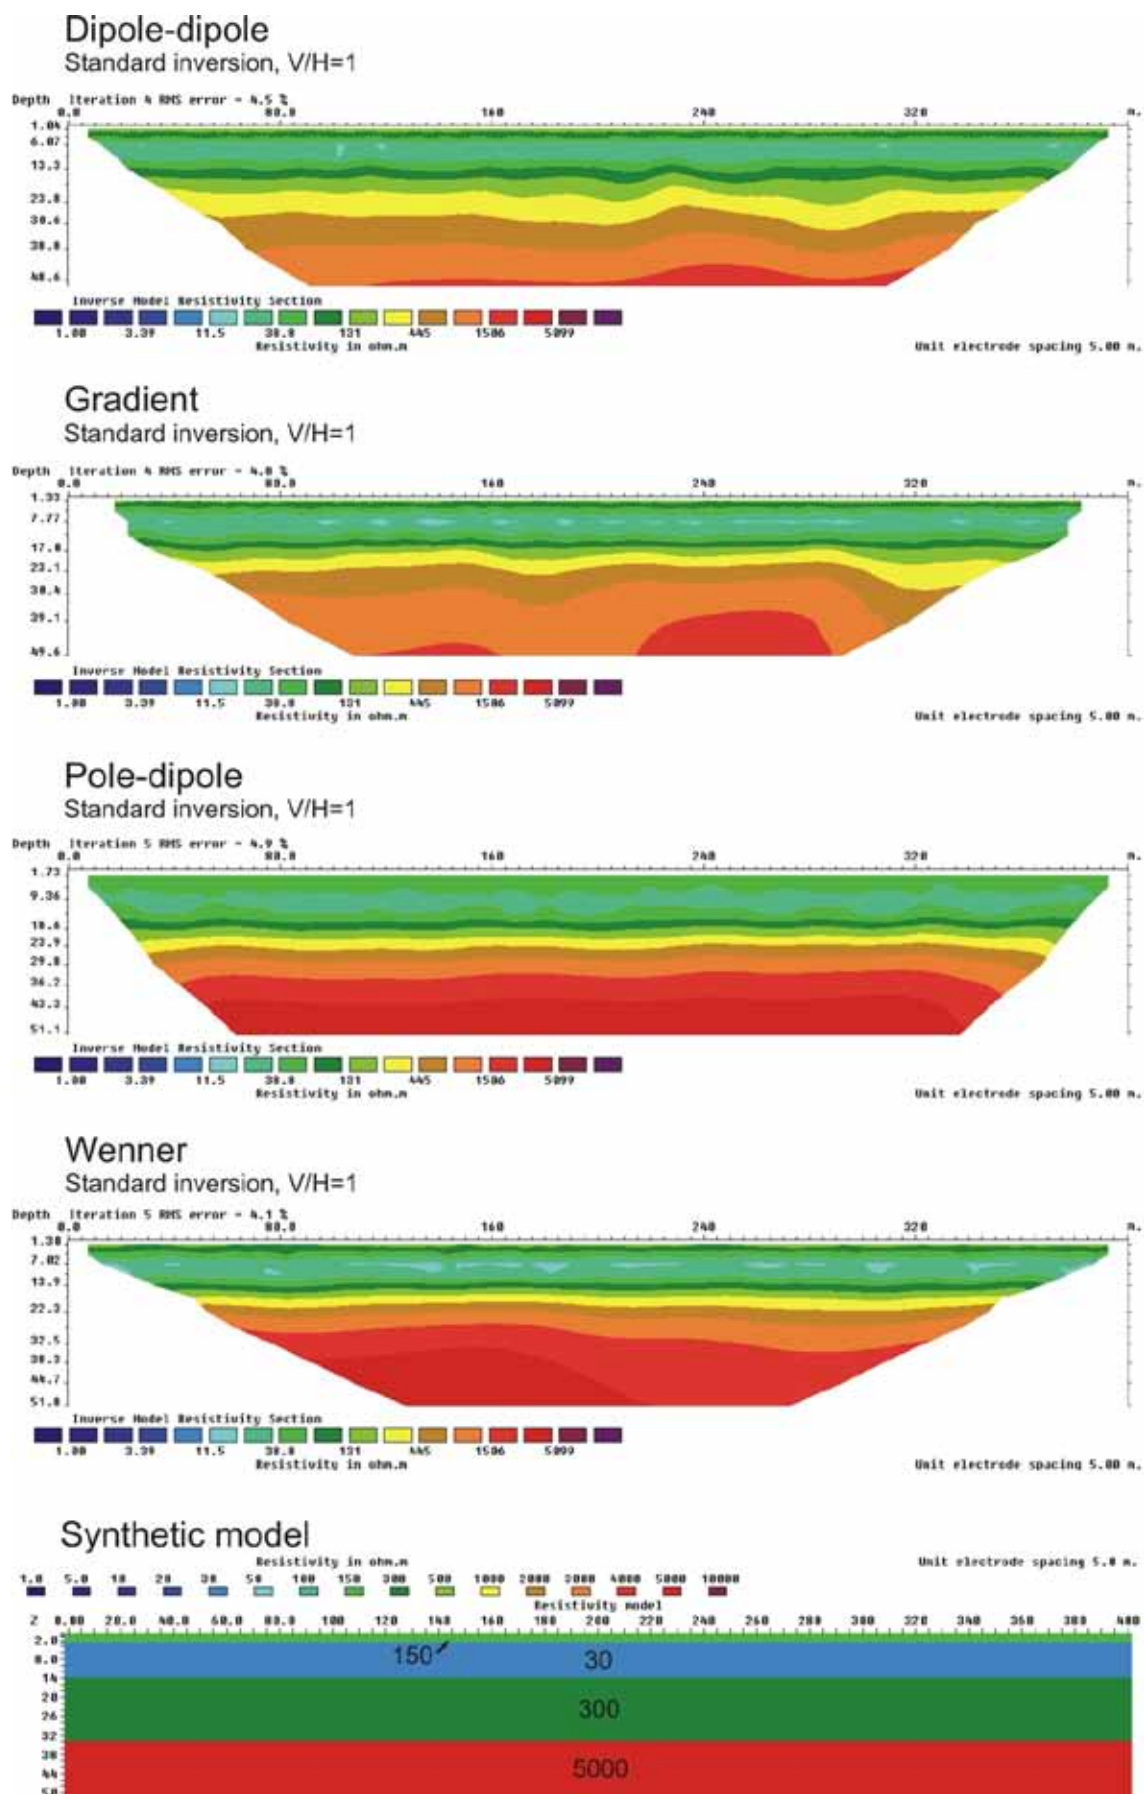 Dipole-dipole
Standard inversion, V/H=1
Depth Iteration 4 RMS error = 4.5 %
0.0 80.0 160 240 320 m.
1.04
6.07
13.3
23.8
30.6
38.8
48.6
Inverse Model Resistivity Section
1.00 3.39 11.5 38.8 131 445 1506 5099
Resistivity in ohm.m
Unit electrode spacing 5.00 m.
Gradient
Standard inversion, V/H=1
Depth Iteration 4 RMS error = 4.8 %
0.0 80.0 160 240 320 m.
1.33
7.77
17.0
23.1
30.4
39.1
49.6
Inverse Model Resistivity Section
1.00 3.39 11.5 38.8 131 445 1506 5099
Resistivity in ohm.m
Unit electrode spacing 5.00 m.
Pole-dipole
Standard inversion, V/H=1
Depth Iteration 5 RMS error = 4.9 %
0.0 80.0 160 240 320 m.
1.73
9.36
18.6
23.9
29.8
36.2
43.3
51.1
Inverse Model Resistivity Section
1.00 3.39 11.5 38.8 131 445 1506 5099
Resistivity in ohm.m
Unit electrode spacing 5.00 m.
Wenner
Standard inversion, V/H=1
Depth Iteration 5 RMS error = 4.1 %
0.0 80.0 160 240 320 m.
1.38
7.02
13.9
22.3
32.5
38.3
44.7
51.8
Inverse Model Resistivity Section
1.00 3.39 11.5 38.8 131 445 1506 5099
Resistivity in ohm.m
Unit electrode spacing 5.00 m.
Synthetic model
Resistivity in ohm.m
Unit electrode spacing 5.0 m.
1.0 5.0 10 20 30 50 100 150 300 500 1000 2000 2000 4000 5000 10000
Resistivity model
Z 0.00 20.0 40.0 60.0 80.0 100 120 140 160 180 200 220 240 260 280 300 320 340 360 380 400
2.0
8.0
14
20
26
32
38
44
50
150
30
300
5000